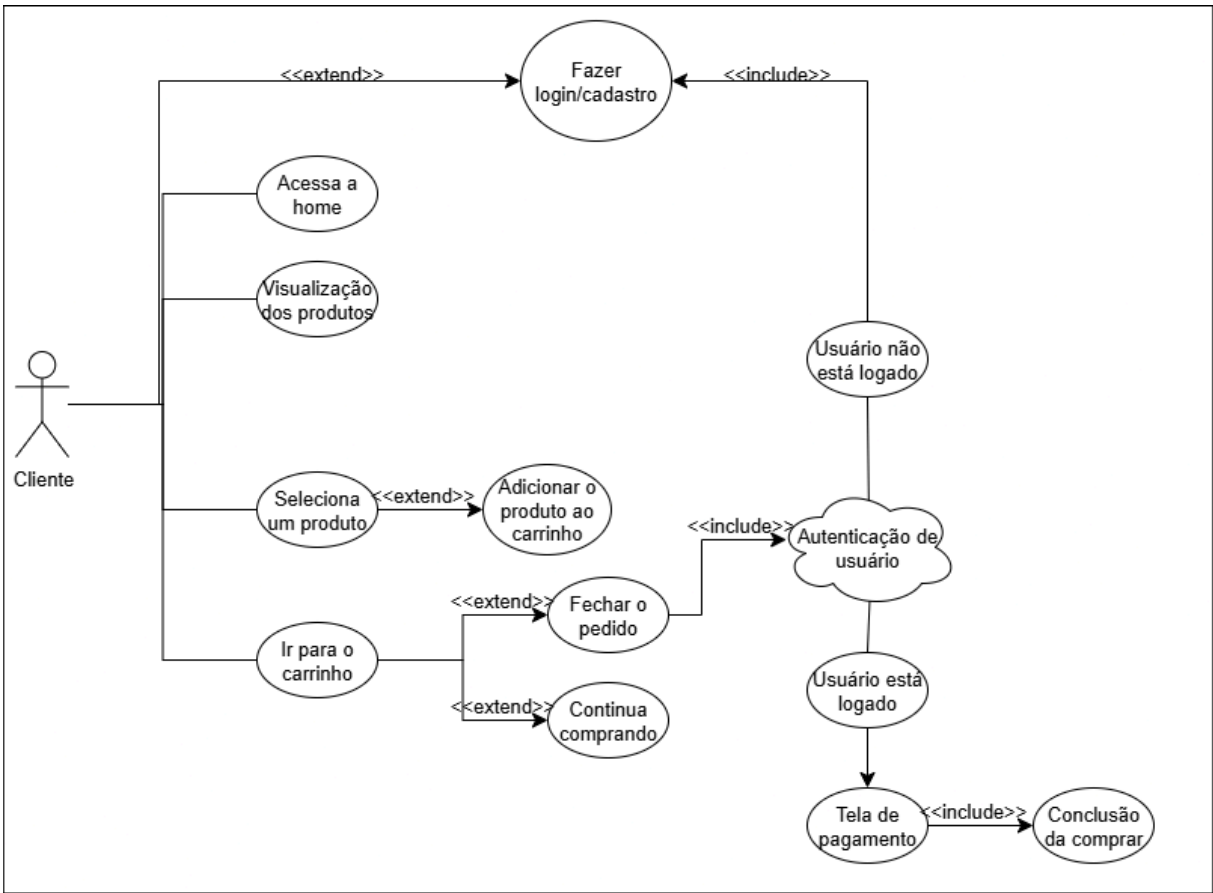 <<extend>>
Fazer
login/cadastro
<<include>>
Acessa a
home
Visualização
dos produtos
Usuário não
está logado
Cliente
Seleciona
um produto
<<extend>>
Adicionar o
produto ao
carrinho
<<include>>
Autenticação de
usuário
<<extend>>
Fechar o
pedido
Ir para o
carrinho
<<extend>>
Continua
comprando
Usuário está
logado
Tela de
pagamento
<<include>>
Conclusão
da comprar